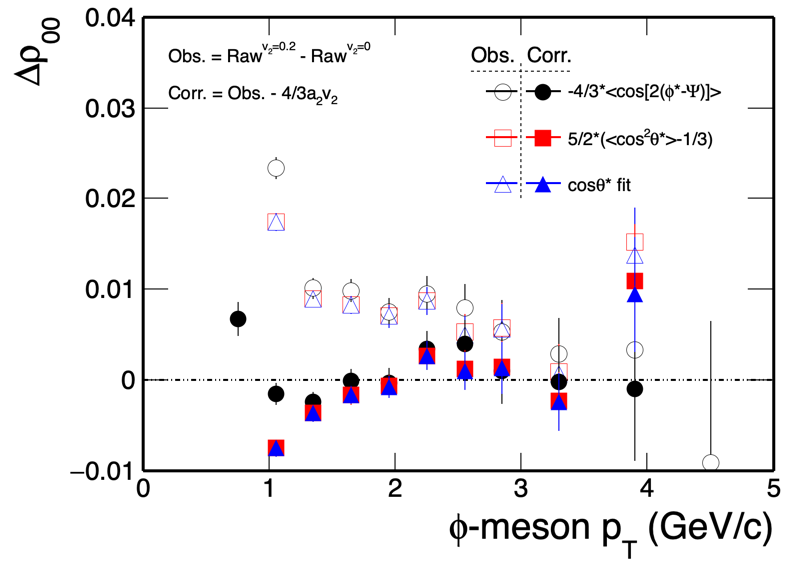 Δρ₀₀
0.04
0.03
0.02
0.01
0
−0.01
Obs. = Raw^{v₂=0.2} - Raw^{v₂=0}
Corr. = Obs. - 4/3a₂v₂
Obs. Corr.
-4/3*<cos[2(ϕ*-Ψ)]>
5/2*(<cos²θ*>-1/3)
cosθ* fit
0 1 2 3 4 5
ϕ-meson p_T (GeV/c)